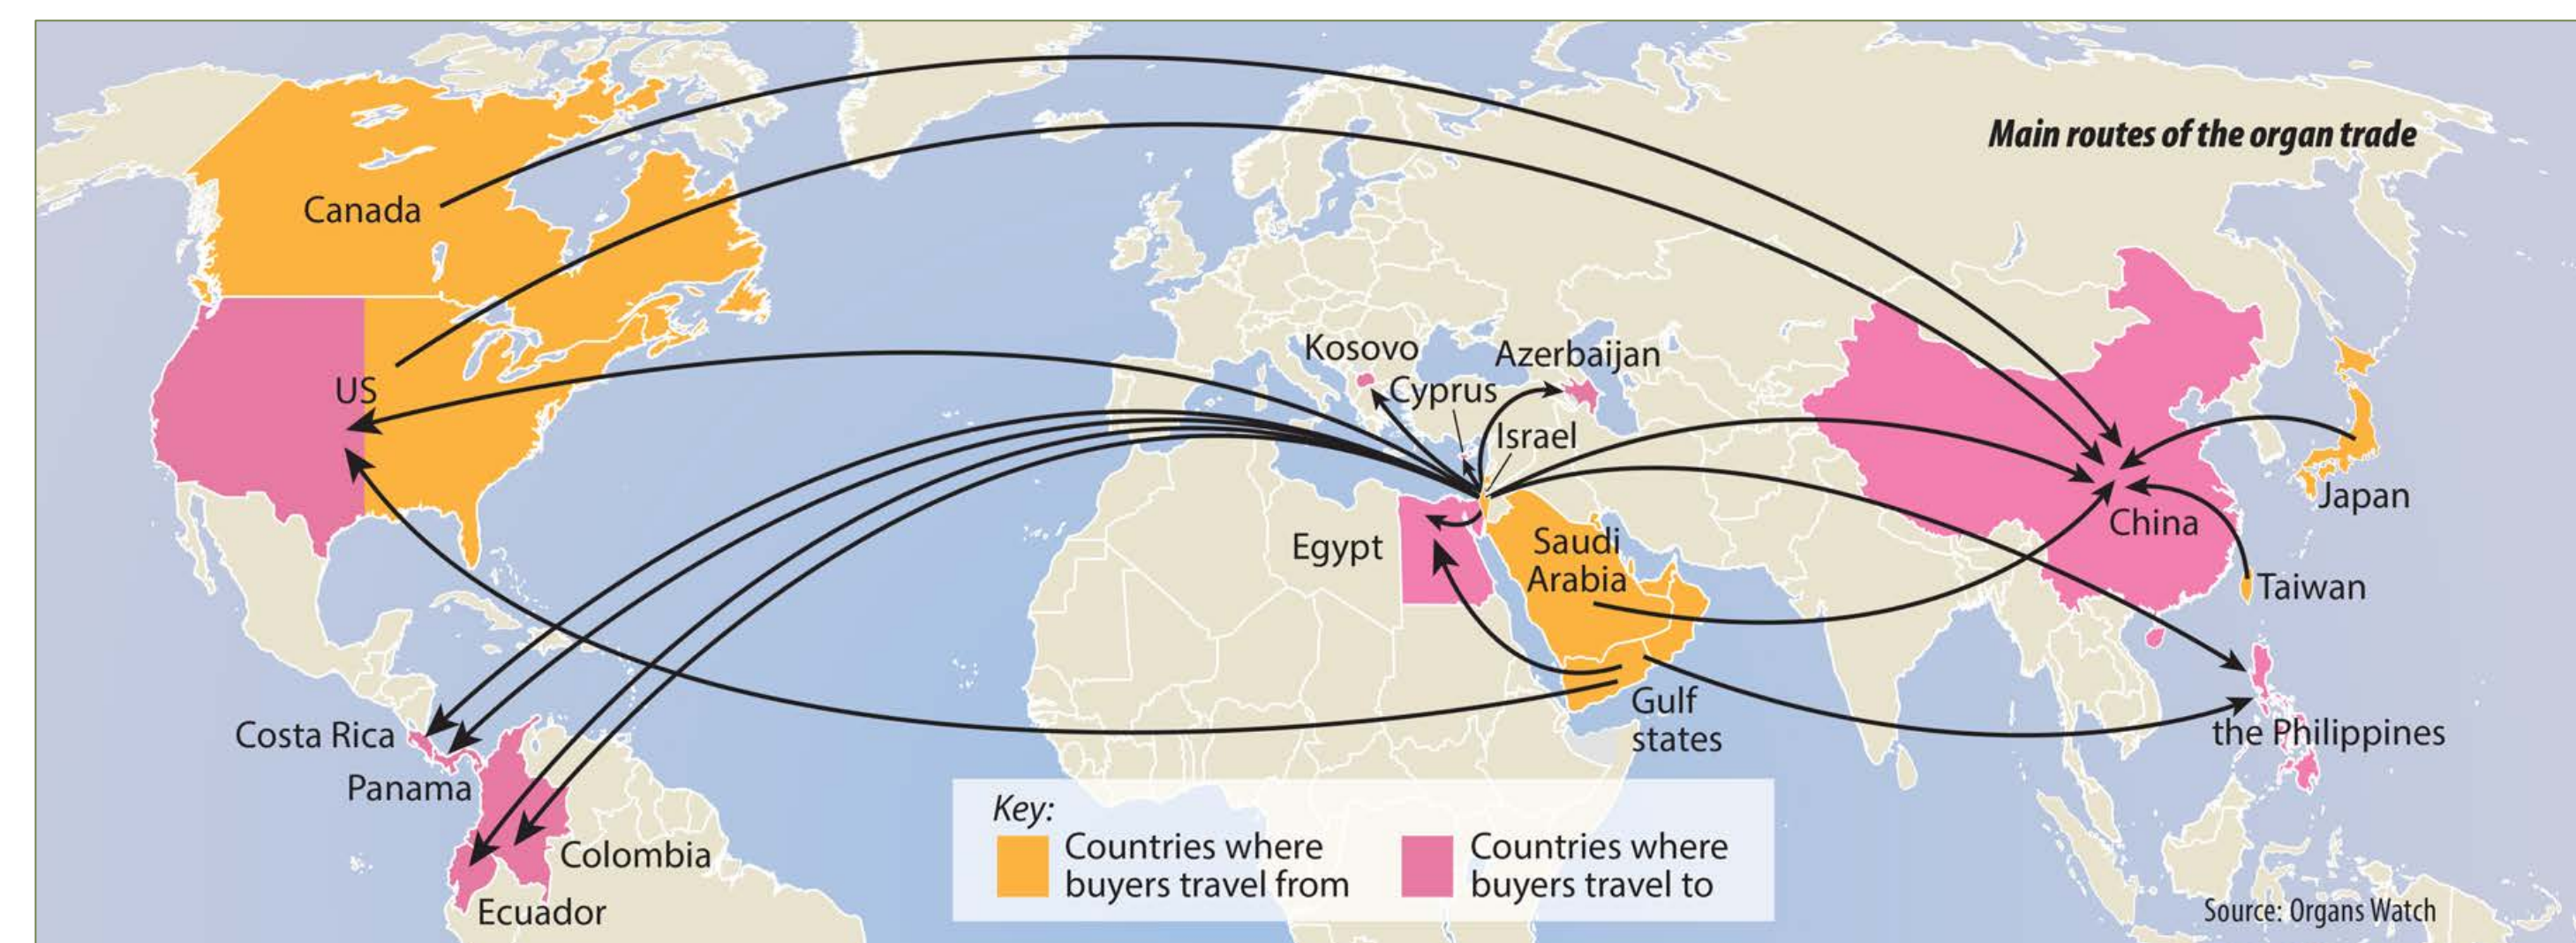 Main routes of the organ trade
Canada
US
Kosovo
Azerbaijan
Cyprus
Israel
Japan
China
Egypt
Saudi
Arabia
Taiwan
Gulf
states
Costa Rica
the Philippines
Panama
Colombia
Ecuador
Key:
Countries where
buyers travel from
Countries where
buyers travel to
Source: Organs Watch